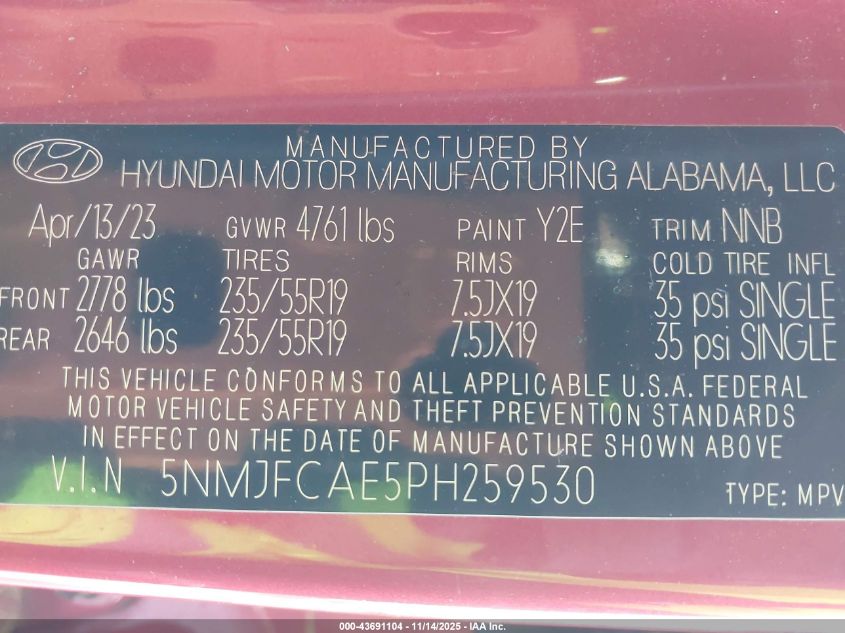 MANUFACTURED BY
HYUNDAI MOTOR MANUFACTURING ALABAMA, LLC
Apr/13/23 GVWR 4761 lbs PAINT Y2E TRIM NNB
GAWR TIRES RIMS COLD TIRE INFL
FRONT 2778 lbs 235/55R19 7.5JX19 35 psi SINGLE
REAR 2646 lbs 235/55R19 7.5JX19 35 psi SINGLE
THIS VEHICLE CONFORMS TO ALL APPLICABLE U.S.A. FEDERAL
MOTOR VEHICLE SAFETY AND THEFT PREVENTION STANDARDS
IN EFFECT ON THE DATE OF MANUFACTURE SHOWN ABOVE
V.I.N 5NMJFCAE5PH259530 TYPE: MPV
000-43691104 - 11/14/2025 - IAA Inc.